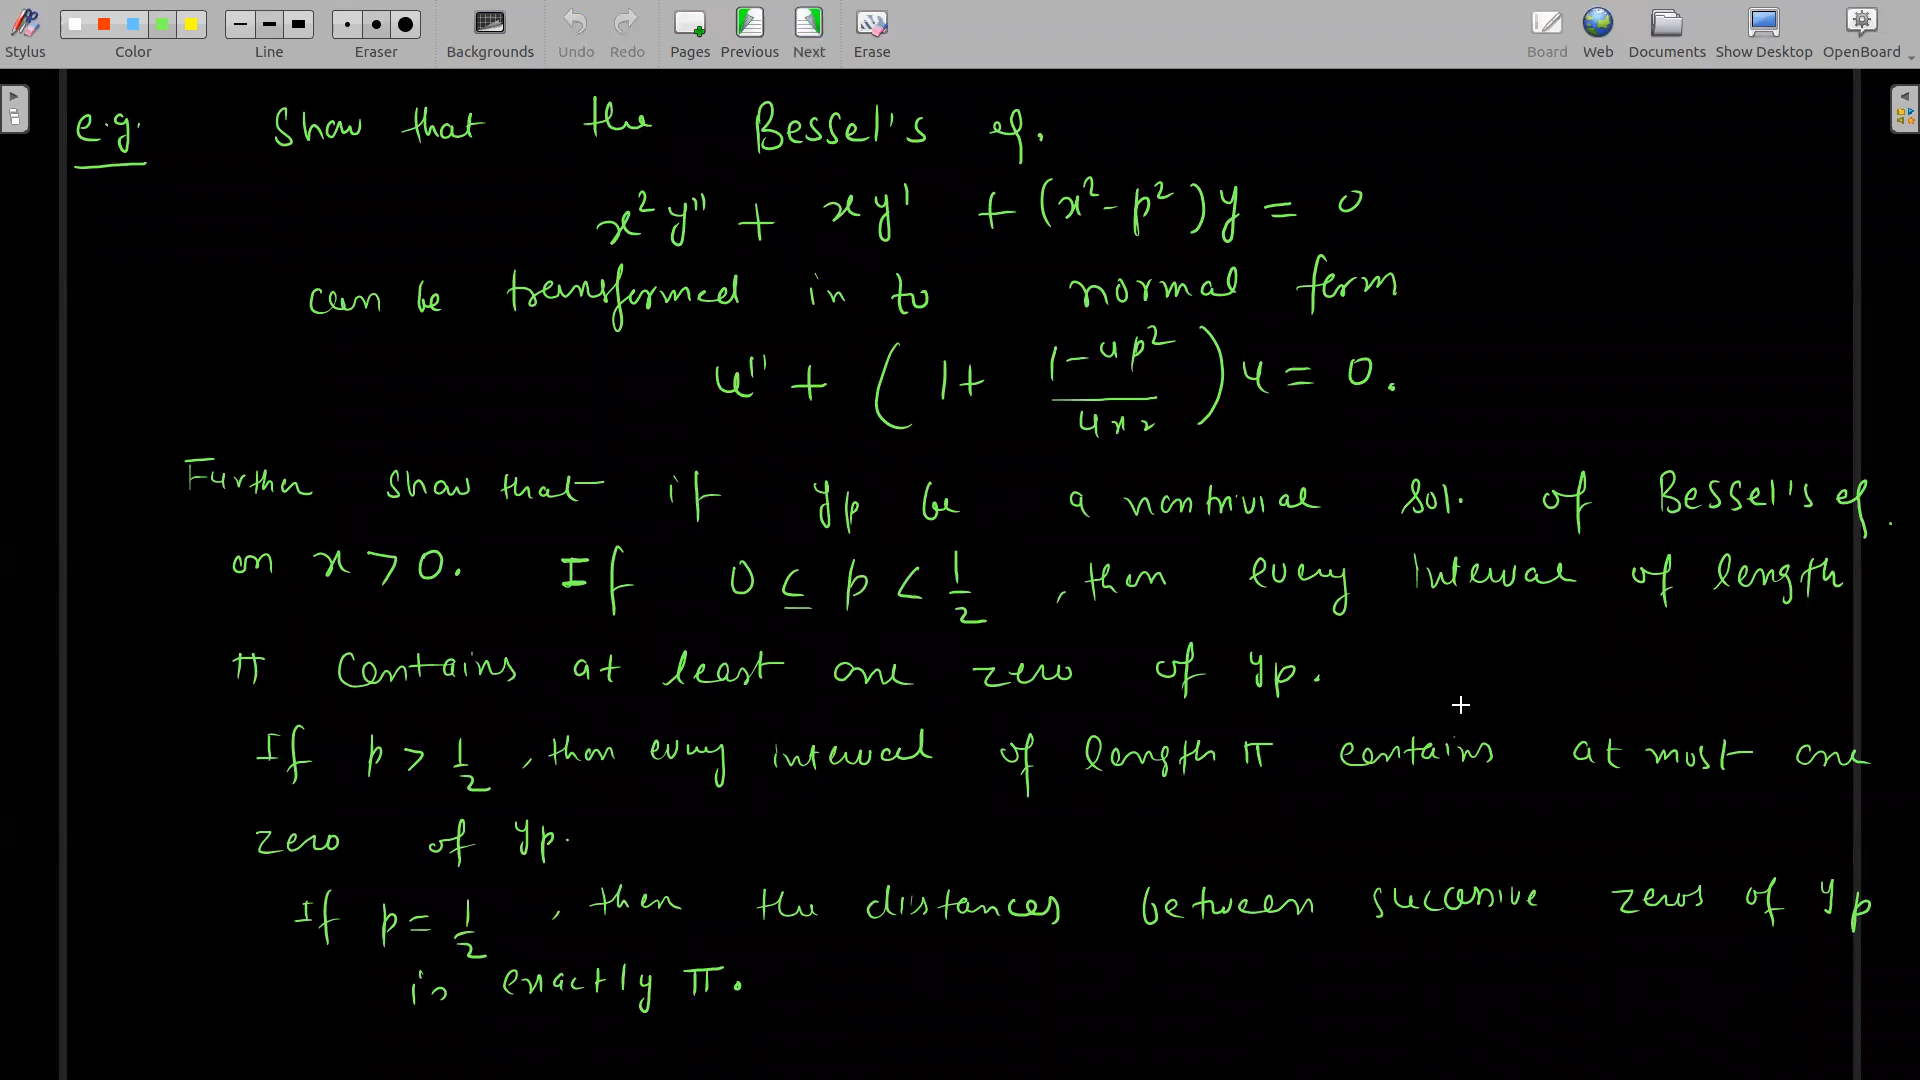 Stylus Color Line Eraser Backgrounds Undo Redo Pages Previous Next Erase Board Web Documents Show Desktop OpenBoard
e.g. Show that the Bessel's eq.
x²y" + xy' + (x²-p²)y = 0
can be transformed in to normal form
u" + (1 + (1-4p²)/(4x²))u = 0.
Further show that if yp be a nontrivial sol. of Bessel's eq.
on x > 0. If 0 ≤ p < 1/2, then every interval of length
π contains at least one zero of yp.
If p > 1/2, then every interval of length π contains at most one
zero of yp.
If p = 1/2, then the distances between successive zeros of yp
is exactly π.